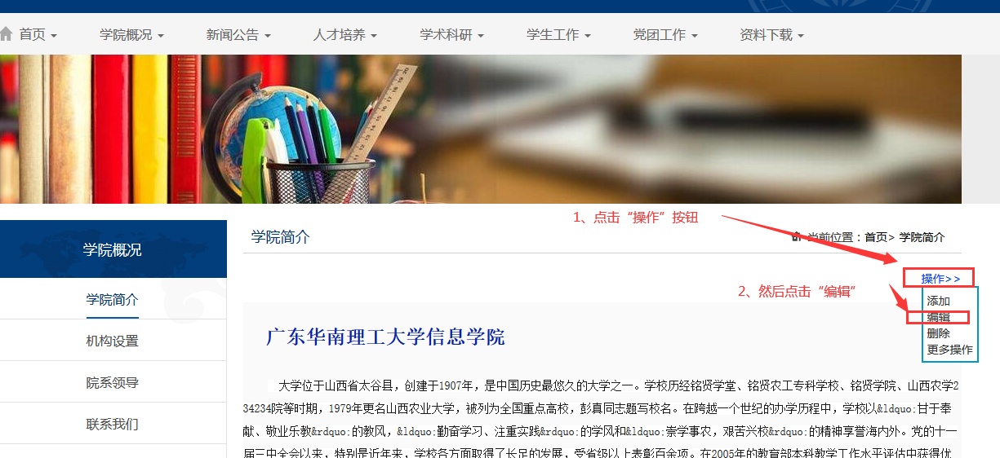 首页 学院概况 新闻公告 人才培养 学术科研 学生工作 党团工作 资料下载
1、点击“操作”按钮
学院概况
学院简介
当前位置：首页> 学院简介
操作>>
2、然后点击“编辑”
添加
编辑
删除
更多操作
学院简介
机构设置
院系领导
联系我们
广东华南理工大学信息学院
大学位于山西省太谷县，创建于1907年，是中国历史最悠久的大学之一。学校历经铭贤学堂、铭贤农工专科学校、铭贤学院、山西农学2
34234院等时期，1979年更名山西农业大学，被列为全国重点高校，彭真同志题写校名。在跨越一个世纪的办学历程中，学校以&ldquo;甘于奉
献、敬业乐教&rdquo;的教风，&ldquo;勤奋学习、注重实践&rdquo;的学风和&ldquo;崇学事农，艰苦兴校&rdquo;的精神享誉海内外。党的十一
届三中全会以来，特别是近年来，学校各方面取得了长足的发展，受省级以上表彰百余项。在2005年的教育部本科教学工作水平评估中获得优